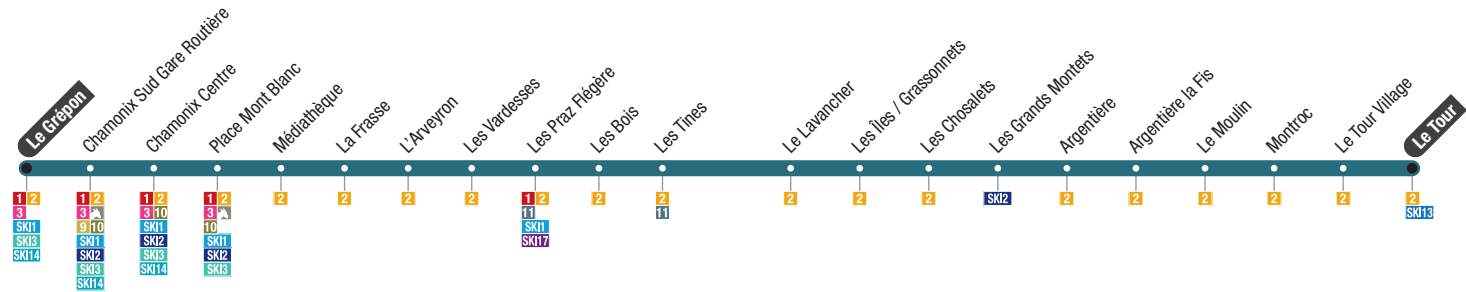 Le Grépon
Chamonix Sud Gare Routière
Chamonix Centre
Place Mont Blanc
Médiathèque
La Frasse
L'Arveyron
Les Vardesses
Les Praz Flégère
Les Bois
Les Tines
Le Lavancher
Les Îles / Grassonnets
Les Chosalets
Les Grands Montets
Argentière
Argentière la Fis
Le Moulin
Montroc
Le Tour Village
Le Tour
1 2
3
SKI1
SKI3
SKI14
1 2
3
9 10
SKI1
SKI2
SKI3
SKI14
1 2
3 10
SKI1
SKI2
SKI3
SKI14
1 2
3
10
SKI1
SKI2
SKI3
2
2
2
2
1 2
11
SKI1
SKI17
2
2
11
2
2
2
SKI2
2
2
2
2
2
2
SKI13